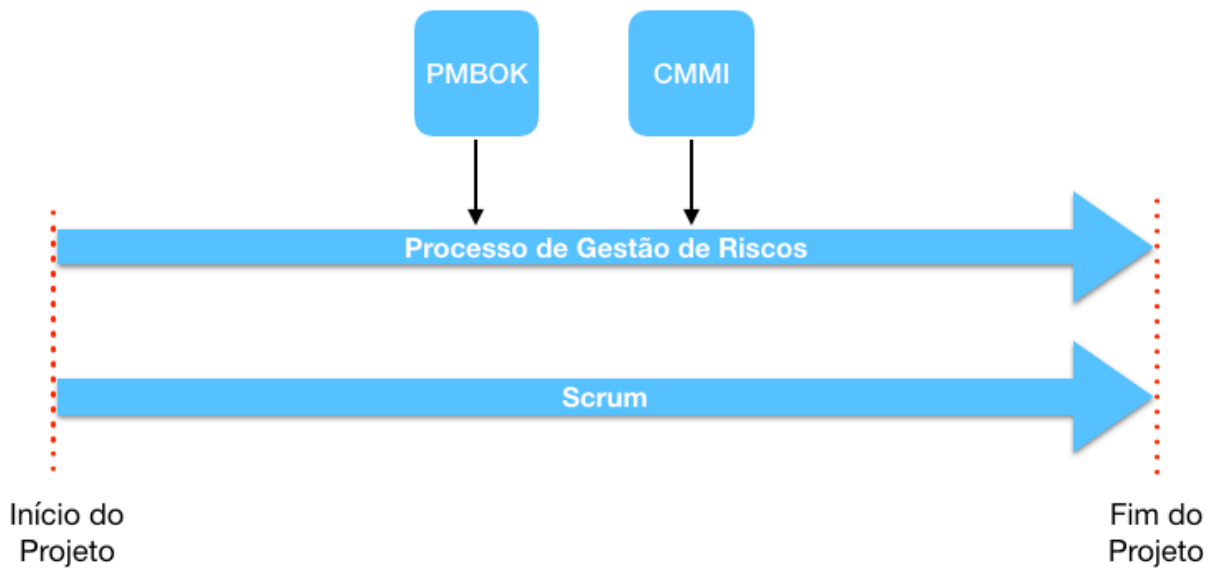 PMBOK
CMMI
Processo de Gestão de Riscos
Scrum
Início do
Projeto
Fim do
Projeto